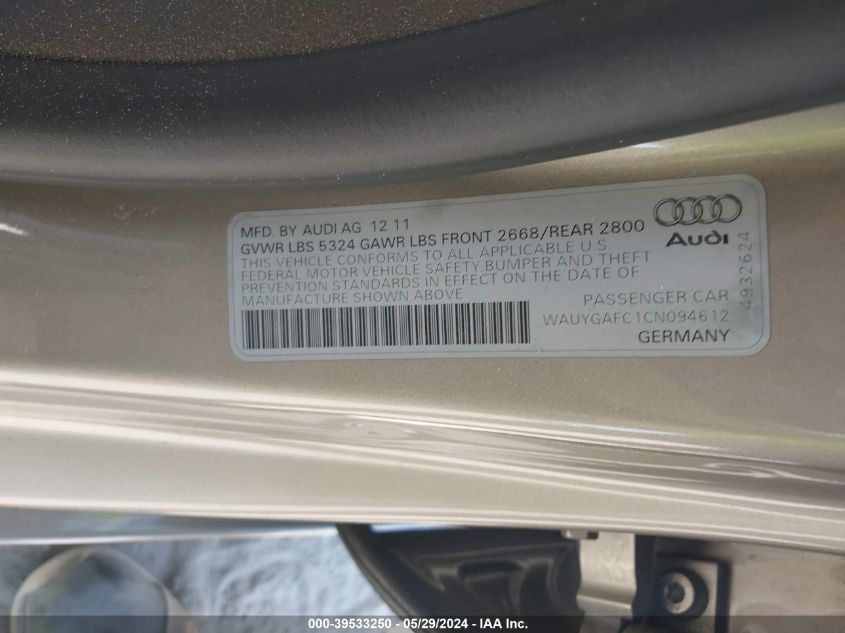 MFD. BY AUDI AG 12 11
GVWR LBS 5324 GAWR LBS FRONT 2668/REAR 2800
THIS VEHICLE CONFORMS TO ALL APPLICABLE U S
FEDERAL MOTOR VEHICLE SAFETY,BUMPER AND THEFT
PREVENTION STANDARDS IN EFFECT ON THE DATE OF
MANUFACTURE SHOWN ABOVE
Audi
4932624
PASSENGER CAR
WAUYGAFC1CN094612
GERMANY
000-39533250 - 05/29/2024 - IAA Inc.